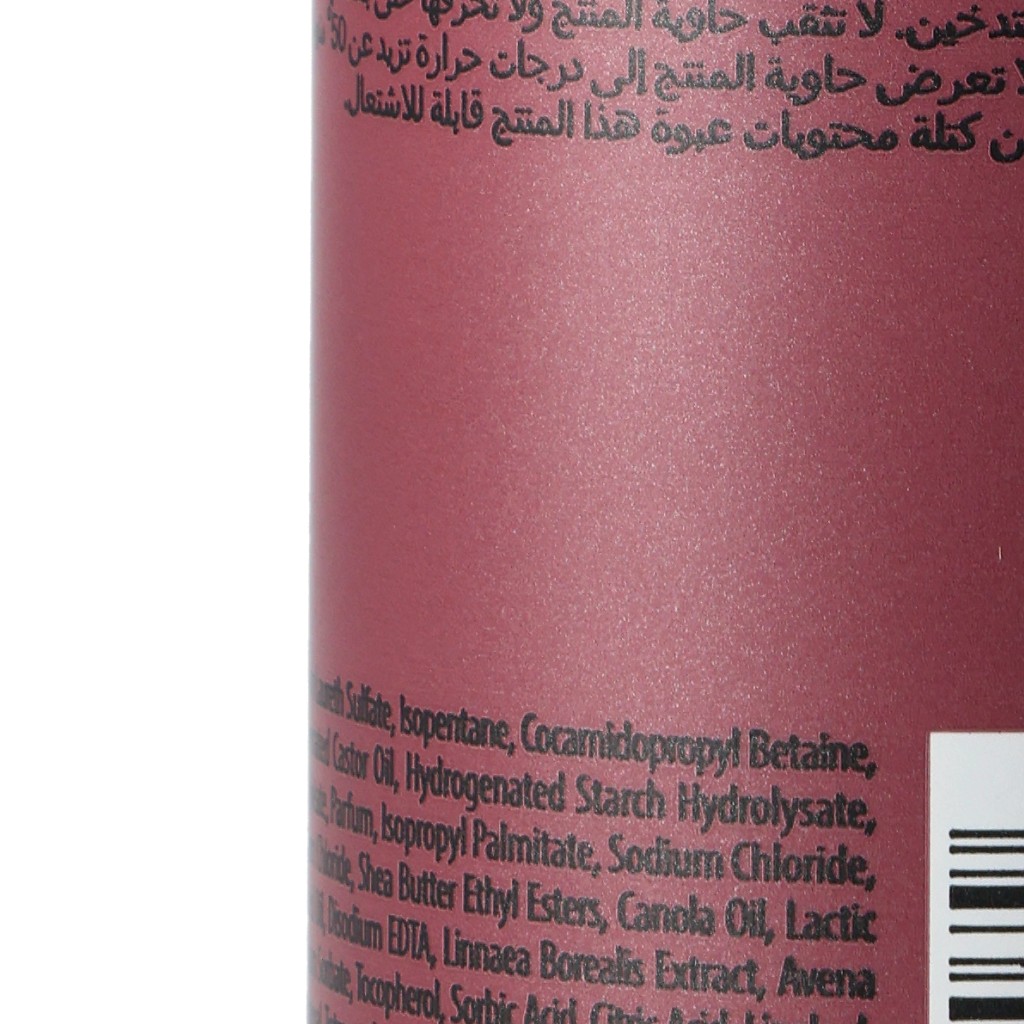 تدخين. لا تثقب حاوية المنتج ولا تحرقها
لا تعرض حاوية المنتج إلى درجات حرارة تزيد عن 50°
كتلة محتويات عبوة هذا المنتج قابلة للاشتعال.
Sulfate, Isopentane, Cocamidopropyl Betaine,
Castor Oil, Hydrogenated Starch Hydrolysate,
Parfum, Isopropyl Palmitate, Sodium Chloride,
Shea Butter Ethyl Esters, Canola Oil, Lactic
Disodium EDTA, Linnaea Borealis Extract, Avena
Tocopherol, Sorbic Acid, Citric Acid,